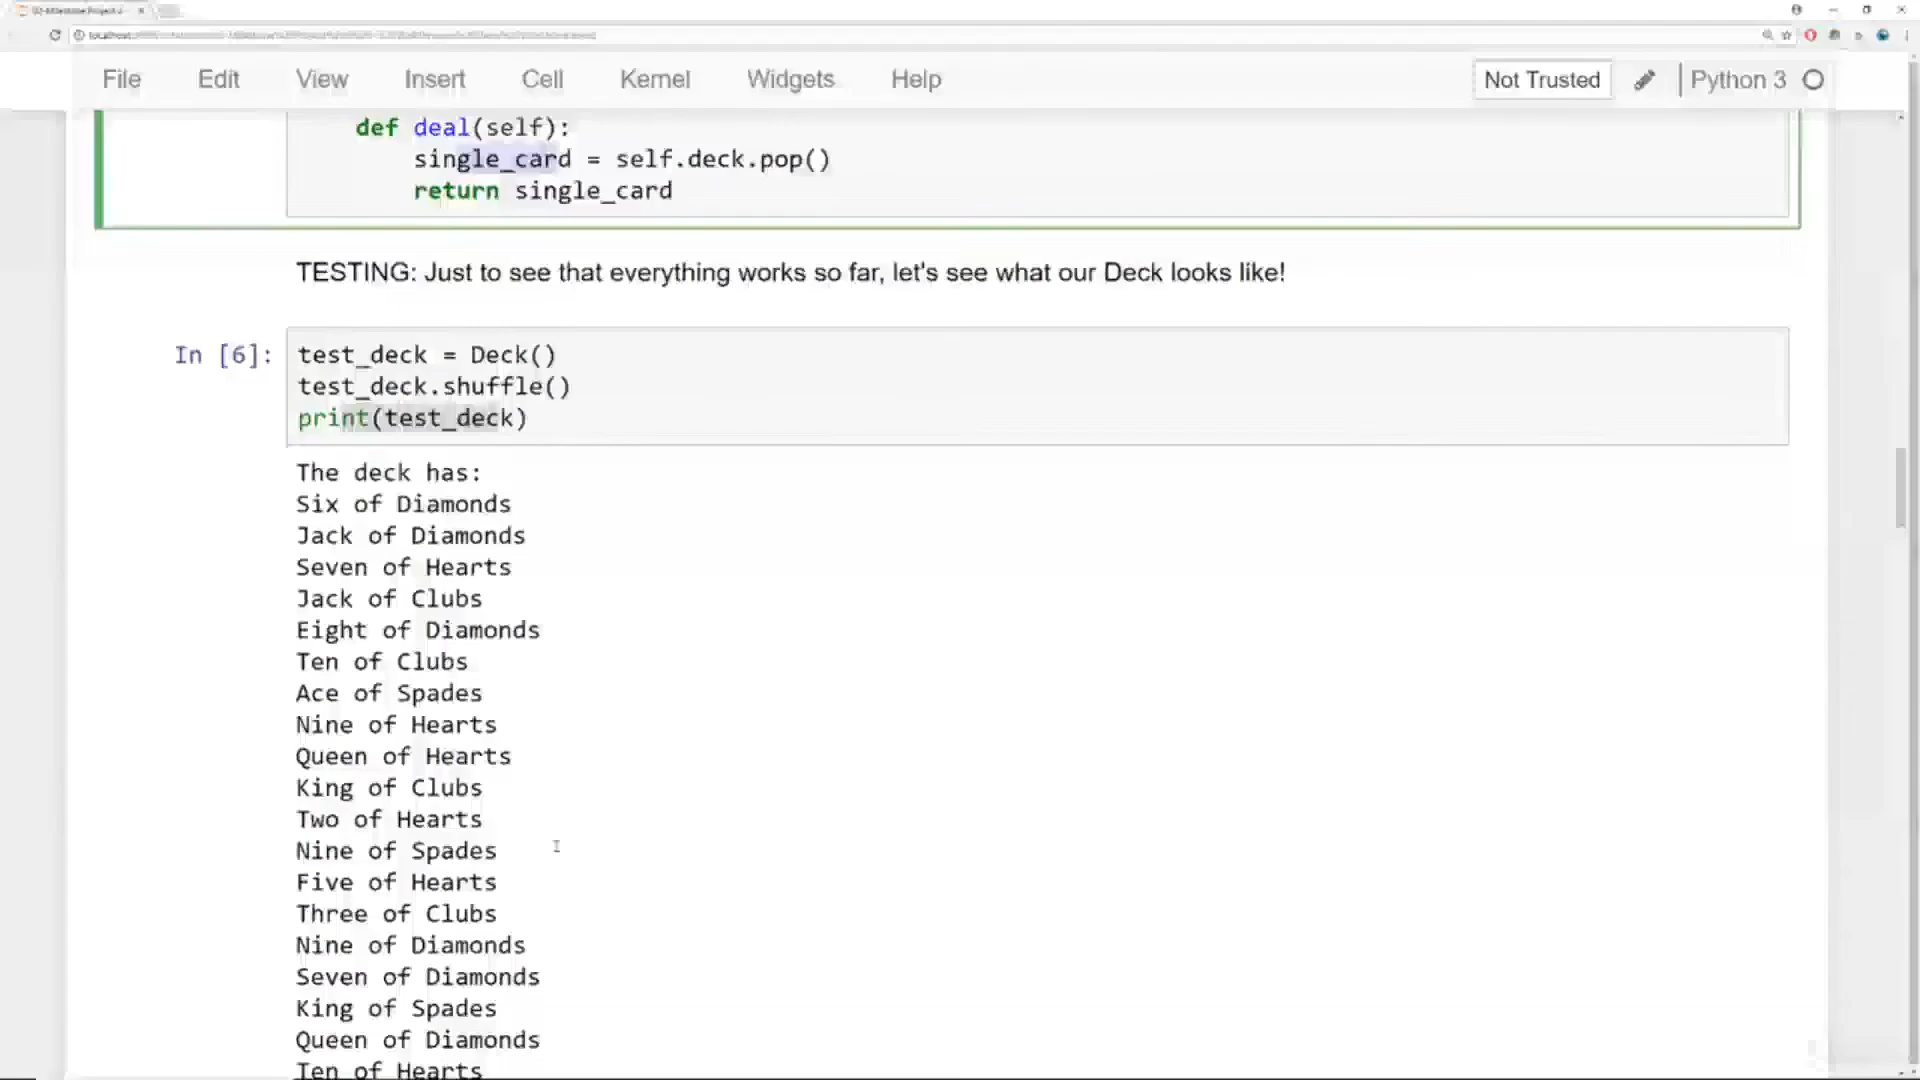 File Edit View Insert Cell Kernel Widgets Help Not Trusted Python 3
def deal(self):
single_card = self.deck.pop()
return single_card
TESTING: Just to see that everything works so far, let's see what our Deck looks like!
In [6]: test_deck = Deck()
test_deck.shuffle()
print(test_deck)
The deck has:
Six of Diamonds
Jack of Diamonds
Seven of Hearts
Jack of Clubs
Eight of Diamonds
Ten of Clubs
Ace of Spades
Nine of Hearts
Queen of Hearts
King of Clubs
Two of Hearts
Nine of Spades
Five of Hearts
Three of Clubs
Nine of Diamonds
Seven of Diamonds
King of Spades
Queen of Diamonds
Ten of Hearts